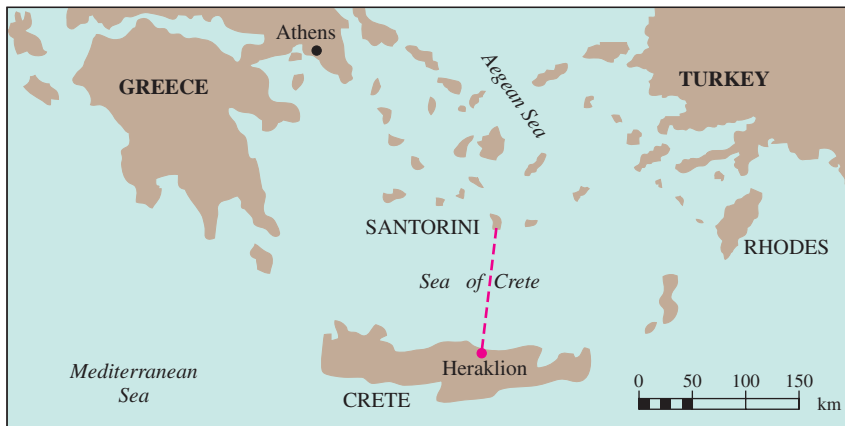 Athens
GREECE
Aegean Sea
TURKEY
SANTORINI
RHODES
Sea of Crete
Mediterranean
Sea
Heraklion
CRETE
0 50 100 150
km